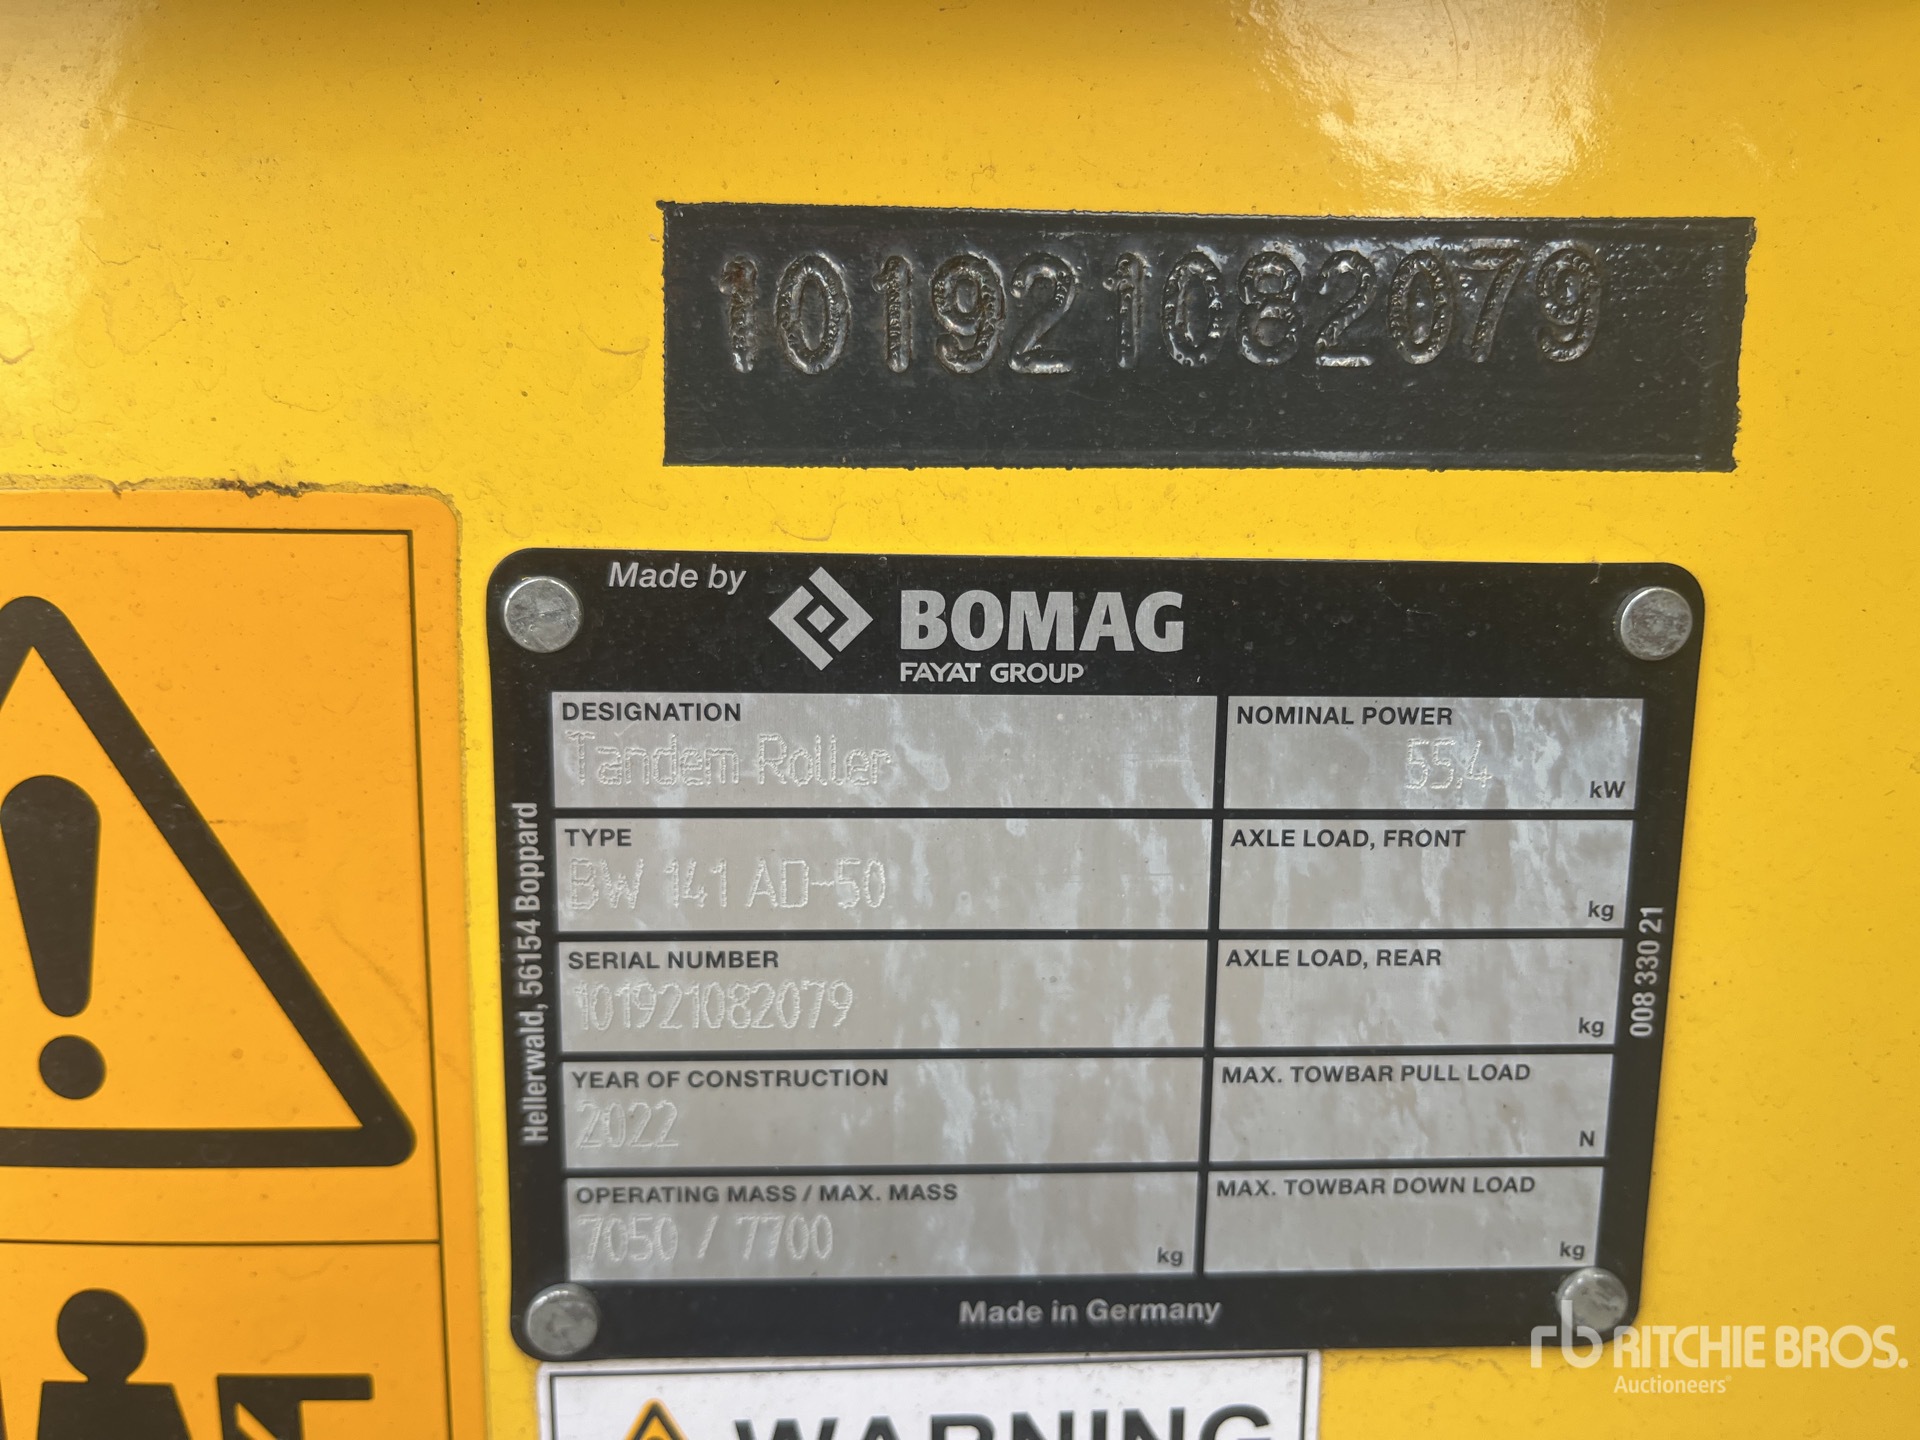 101921082079
Made by
BOMAG
FAYAT GROUP
DESIGNATION
Tandem Roller
NOMINAL POWER
55,4
kW
TYPE
BW 141 AD-50
AXLE LOAD, FRONT
kg
SERIAL NUMBER
101921082079
AXLE LOAD, REAR
kg
YEAR OF CONSTRUCTION
2022
MAX. TOWBAR PULL LOAD
N
OPERATING MASS / MAX. MASS
7050 / 7700
kg
MAX. TOWBAR DOWN LOAD
kg
Hellerwald, 56154 Boppard
008 330 21
Made in Germany
WARNING
rb RITCHIE BROS.
Auctioneers